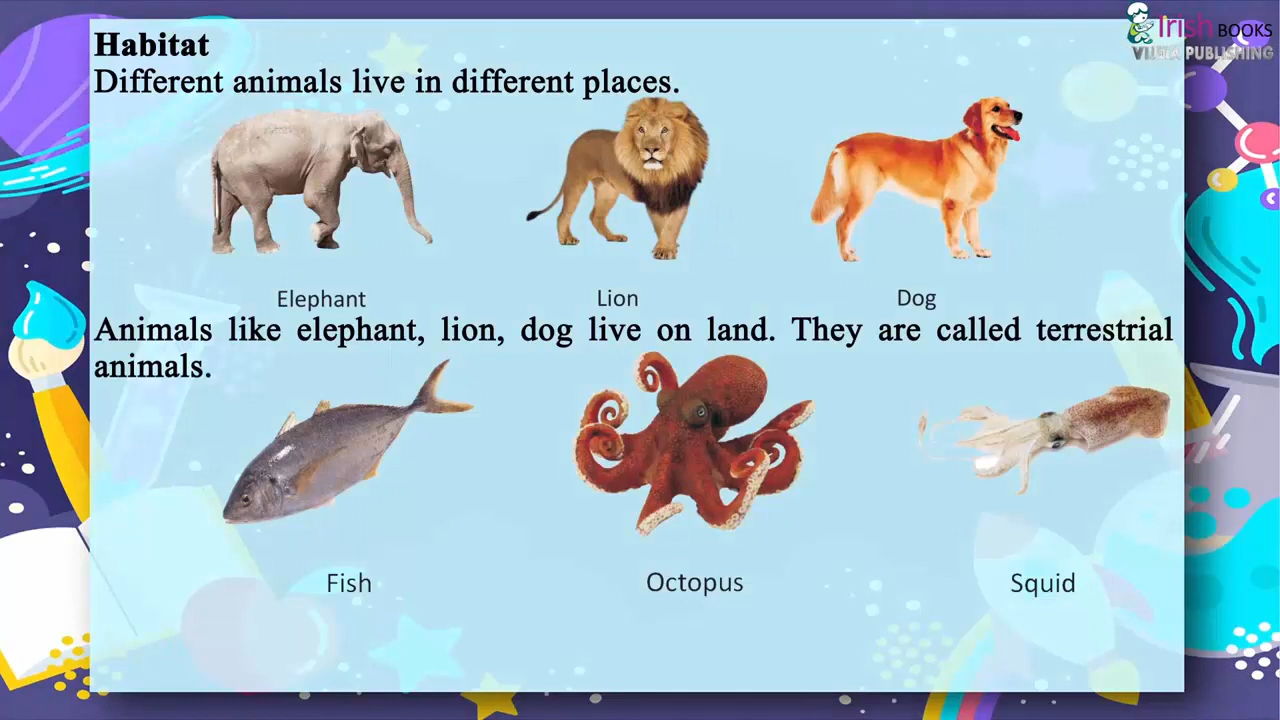 Irish BOOKS
VIJETA PUBLISHING
Habitat
Different animals live in different places.
Elephant
Lion
Dog
Animals like elephant, lion, dog live on land. They are called terrestrial
animals.
Fish
Octopus
Squid